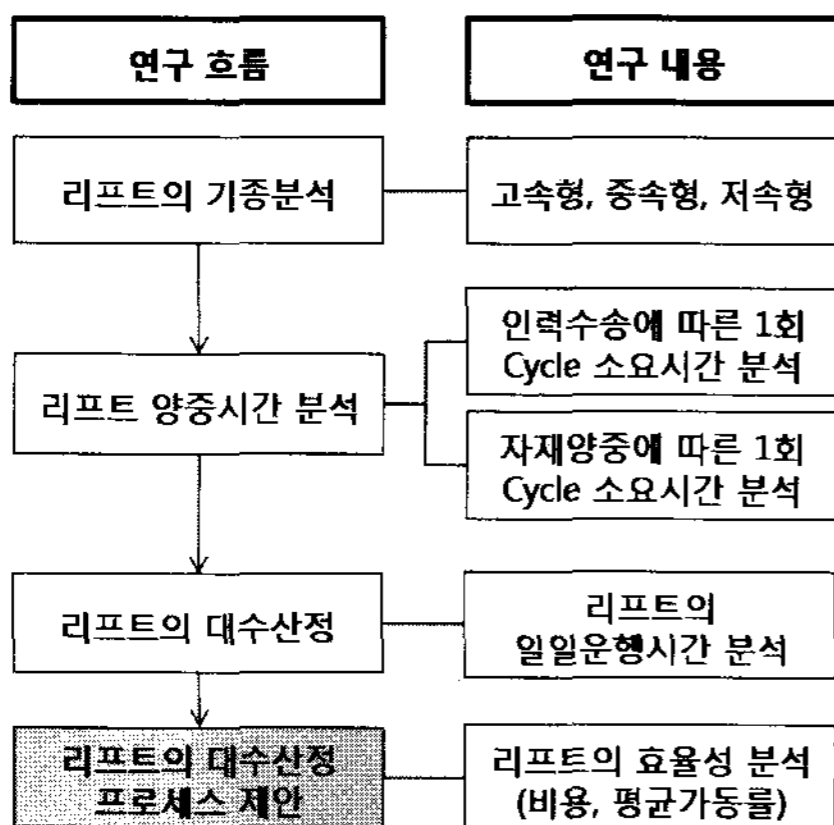 연구 흐름
연구 내용
리프트의 기종분석
고속형, 중속형, 저속형
리프트 양중시간 분석
인력수송에 따른 1회
Cycle 소요시간 분석
자재양중에 따른 1회
Cycle 소요시간 분석
리프트의 대수산정
리프트의
일일운행시간 분석
리프트의 대수산정
프로세스 제안
리프트의 효율성 분석
(비용, 평균가동률)